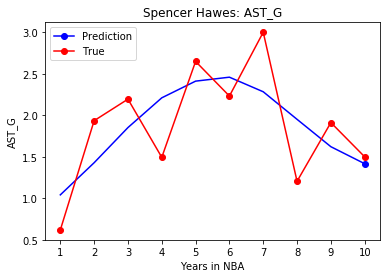 Spencer Hawes: AST_G
Prediction
True
AST_G
3.0
2.5
2.0
1.5
1.0
0.5
1 2 3 4 5 6 7 8 9 10
Years in NBA